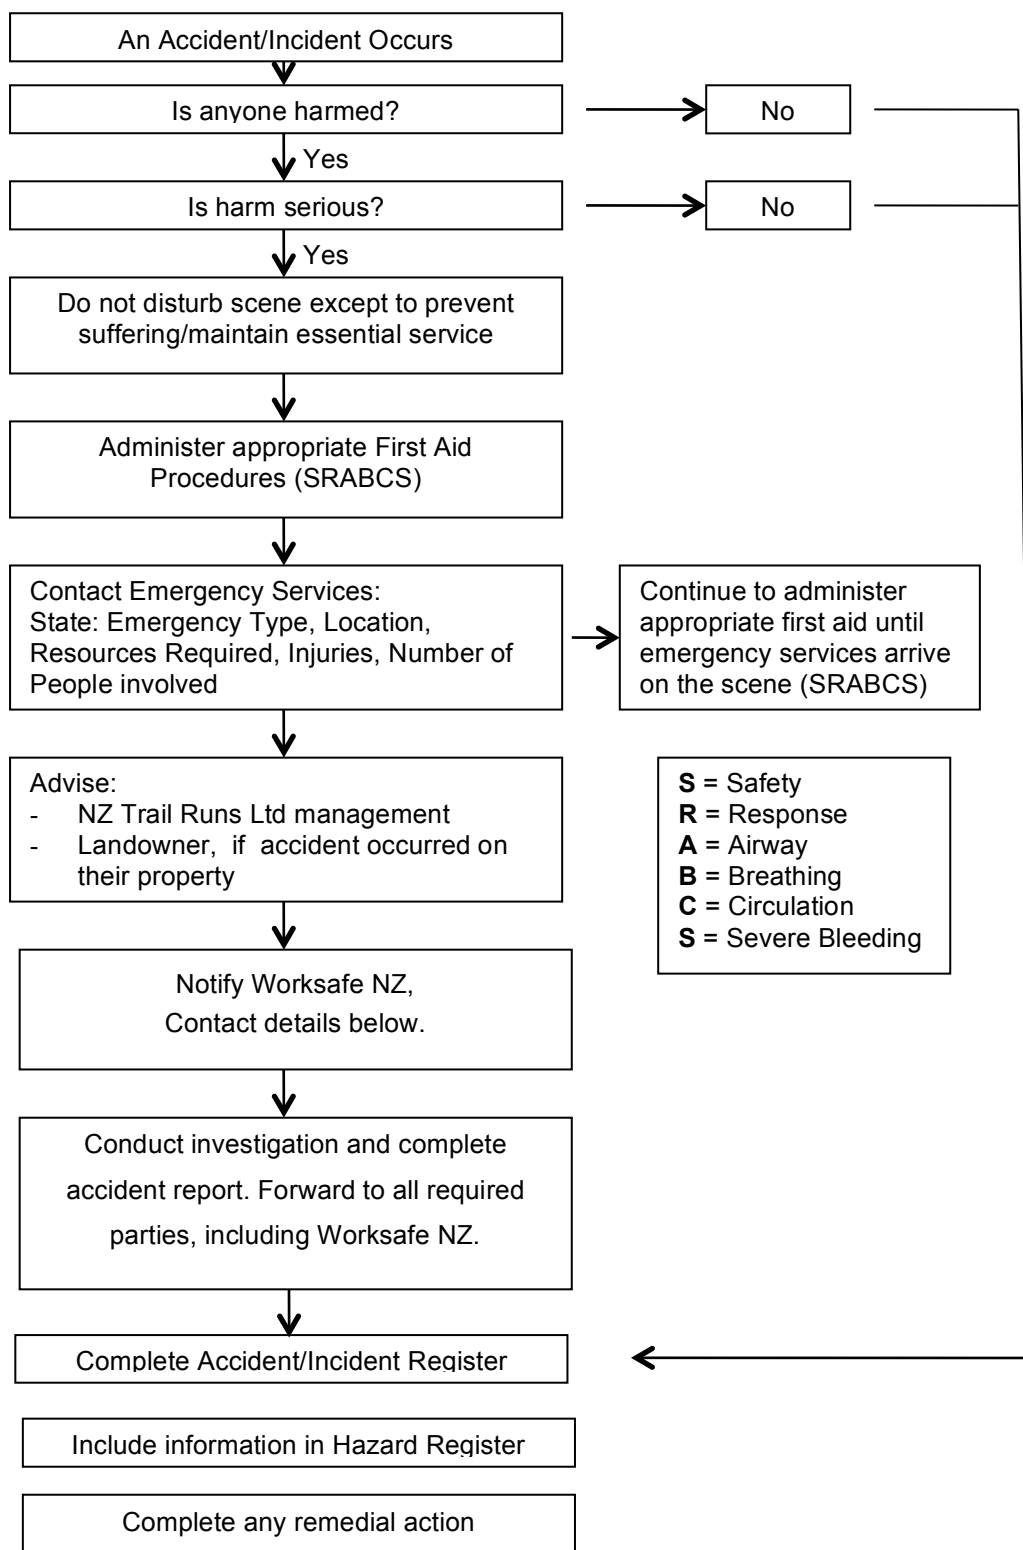 An Accident/Incident Occurs
Is anyone harmed?
No
Yes
Is harm serious?
No
Yes
Do not disturb scene except to prevent
suffering/maintain essential service
Administer appropriate First Aid
Procedures (SRABCS)
Contact Emergency Services:
State: Emergency Type, Location,
Resources Required, Injuries, Number of
People involved
Continue to administer
appropriate first aid until
emergency services arrive
on the scene (SRABCS)
Advise:
- NZ Trail Runs Ltd management
- Landowner, if accident occurred on
their property
S = Safety
R = Response
A = Airway
B = Breathing
C = Circulation
S = Severe Bleeding
Notify Worksafe NZ,
Contact details below.
Conduct investigation and complete
accident report. Forward to all required
parties, including Worksafe NZ.
Complete Accident/Incident Register
Include information in Hazard Register
Complete any remedial action